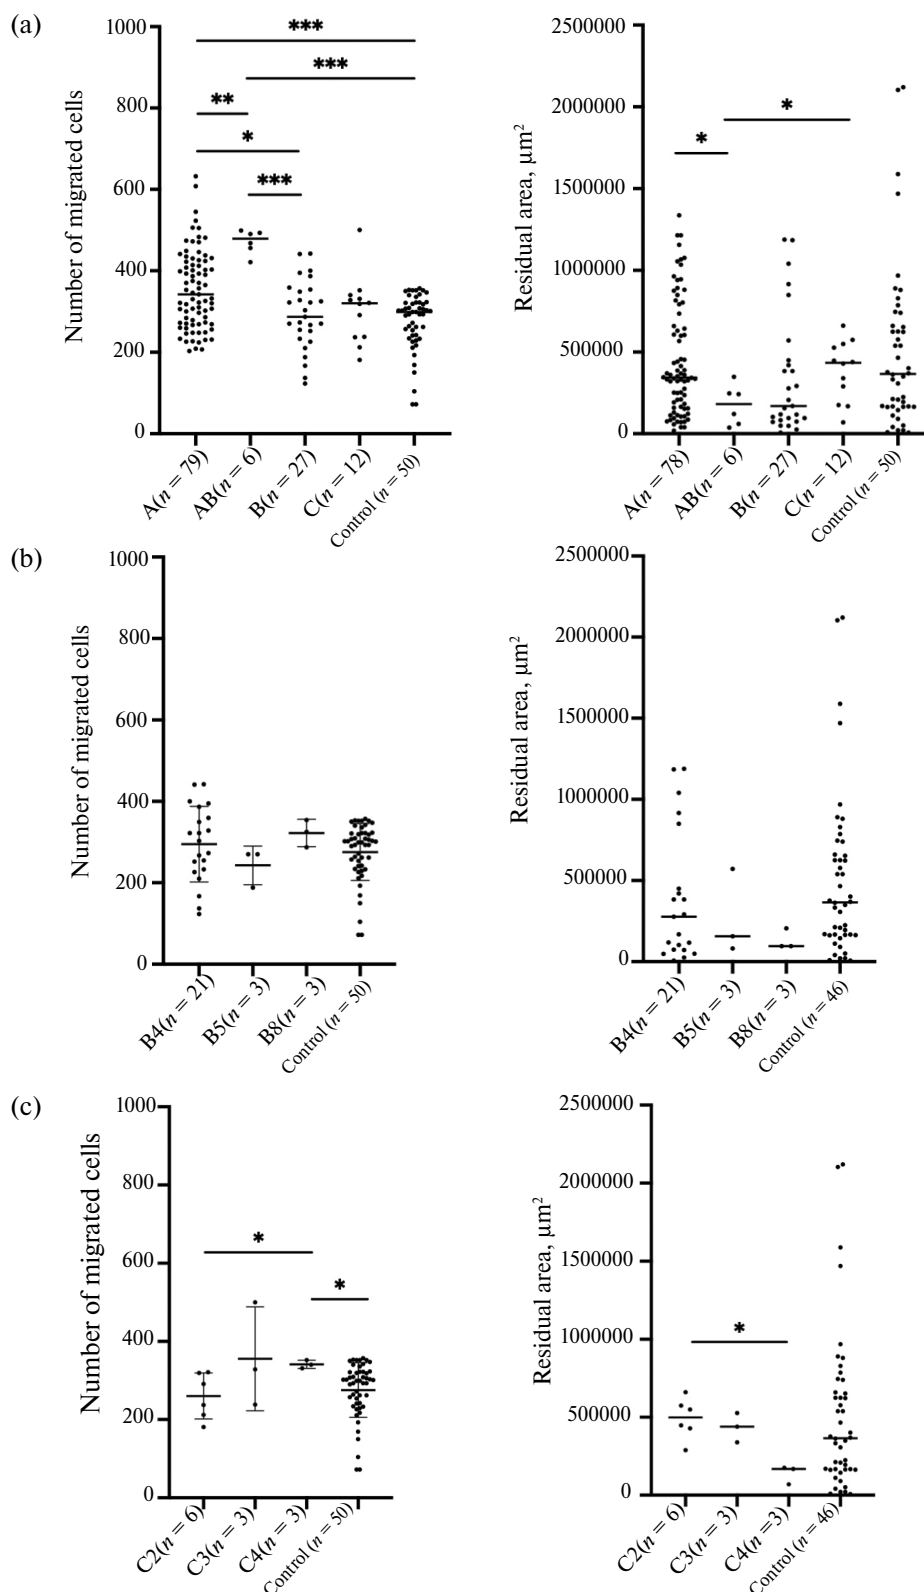 (a)
Number of migrated cells
1000
800
600
400
200
0
***
***
**
*
***
A(n = 79)
AB(n = 6)
B(n = 27)
C(n = 12)
Control (n = 50)
Residual area, μm²
2500000
2000000
1500000
1000000
500000
0
*
*
A(n = 78)
AB(n = 6)
B(n = 27)
C(n = 12)
Control (n = 50)
(b)
Number of migrated cells
1000
800
600
400
200
0
B4(n = 21)
B5(n = 3)
B8(n = 3)
Control (n = 50)
Residual area, μm²
2500000
2000000
1500000
1000000
500000
0
B4(n = 21)
B5(n = 3)
B8(n = 3)
Control (n = 46)
(c)
Number of migrated cells
1000
800
600
400
200
0
*
*
C2(n = 6)
C3(n = 3)
C4(n = 3)
Control (n = 50)
Residual area, μm²
2500000
2000000
1500000
1000000
500000
0
*
C2(n = 6)
C3(n = 3)
C4(n =3)
Control (n = 46)